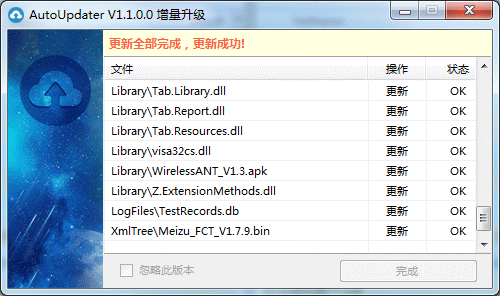 AutoUpdater V1.1.0.0 增量升级
更新全部完成，更新成功!
文件 操作 状态
Library\Tab.Library.dll 更新 OK
Library\Tab.Report.dll 更新 OK
Library\Tab.Resources.dll 更新 OK
Library\visa32cs.dll 更新 OK
Library\WirelessANT_V1.3.apk 更新 OK
Library\Z.ExtensionMethods.dll 更新 OK
LogFiles\TestRecords.db 更新 OK
XmlTree\Meizu_FCT_V1.7.9.bin 更新 OK
忽略此版本 完成